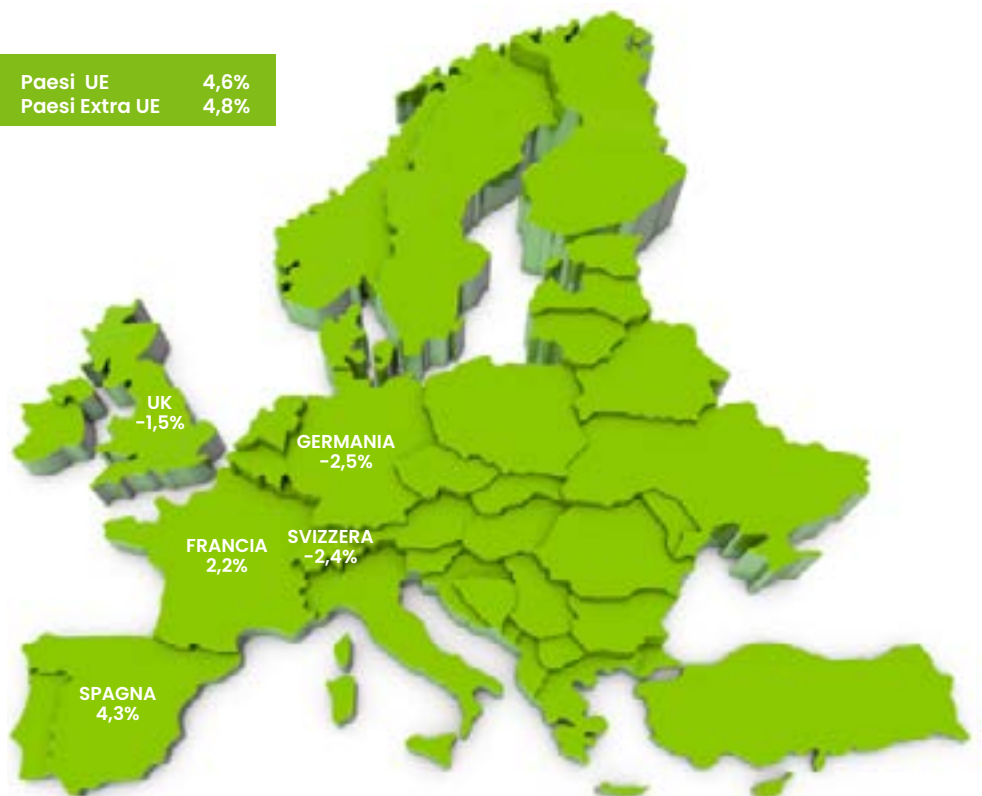 Paesi UE 4,6%
Paesi Extra UE 4,8%
UK
-1,5%
GERMANIA
-2,5%
FRANCIA
2,2%
SVIZZERA
-2,4%
SPAGNA
4,3%